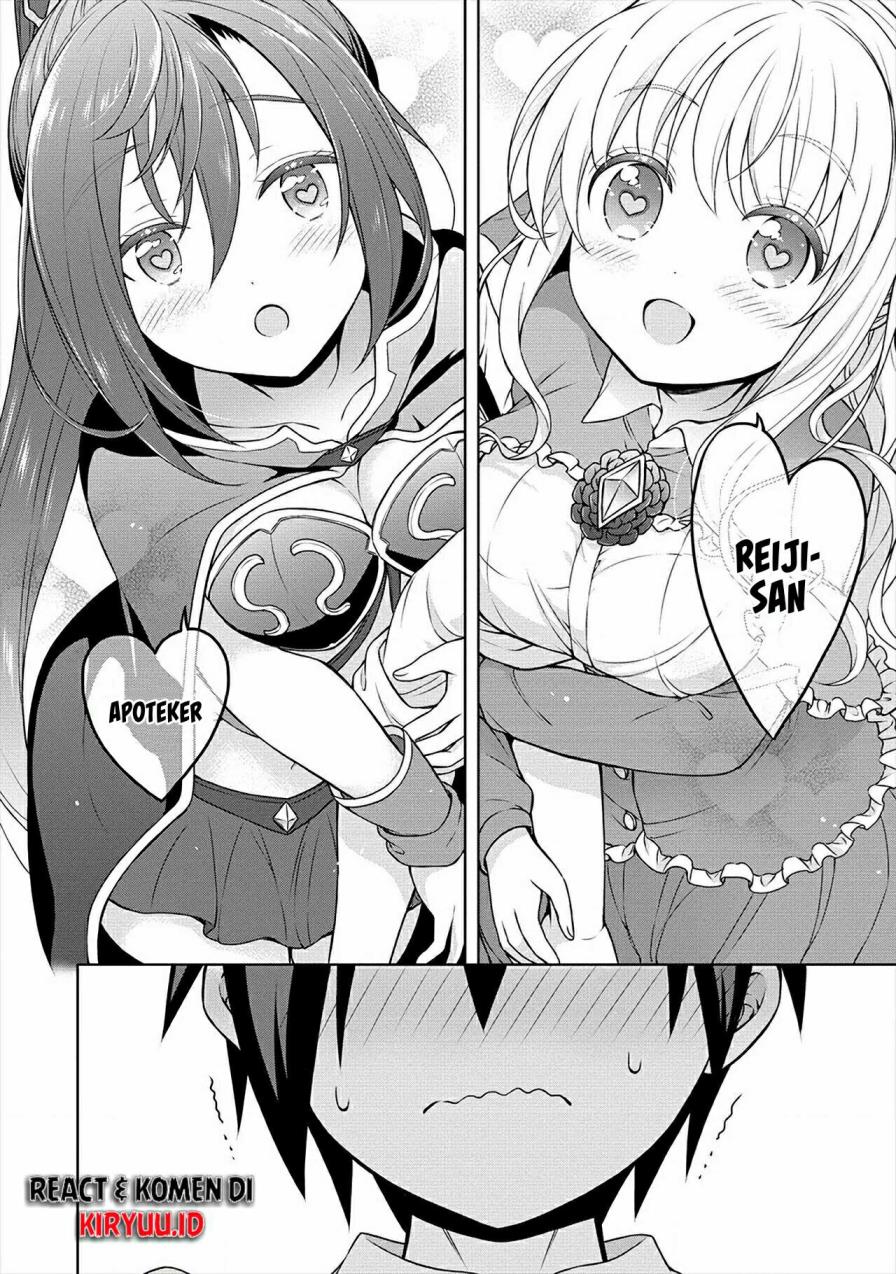 REIJI-
SAN
APOTEKER
REACT & KOMEN DI
KIRYUU.ID